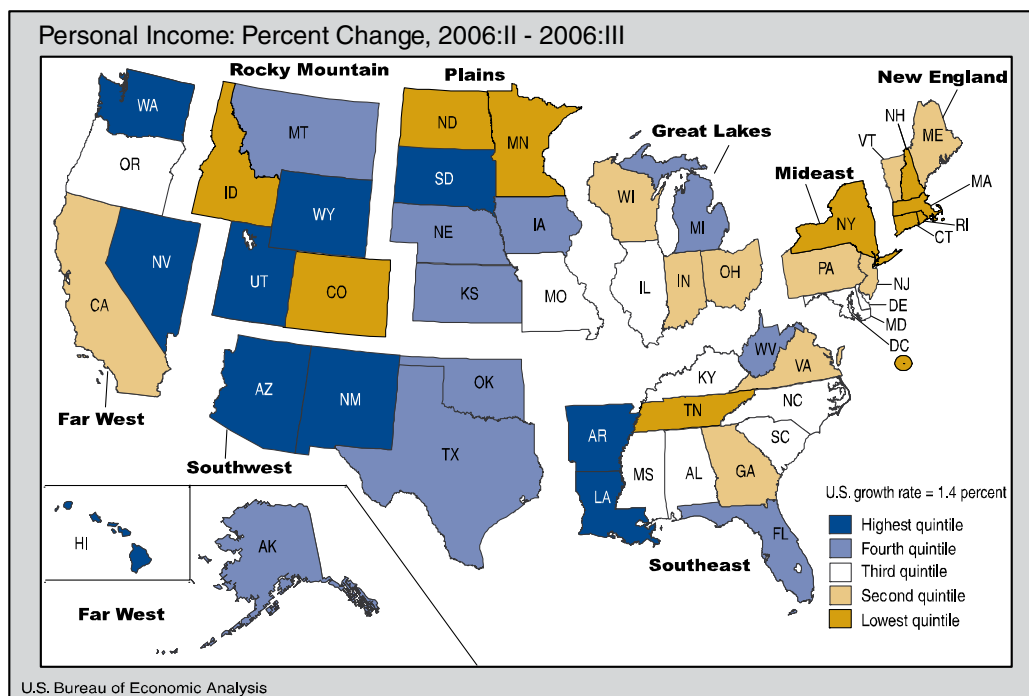 Personal Income: Percent Change, 2006:II - 2006:III
Rocky Mountain
Plains
New England
Great Lakes
Mideast
WA
OR
MT
ID
WY
ND
MN
SD
WI
MI
NH
ME
VT
MA
NY
RI
CT
NV
UT
CO
CA
NE
IA
KS
MO
IL
IN
OH
PA
NJ
DE
MD
DC
WV
VA
KY
AZ
NM
OK
TX
AR
TN
NC
SC
MS
AL
GA
LA
FL
Far West
Southwest
Southeast
HI
AK
Far West
U.S. growth rate = 1.4 percent
Highest quintile
Fourth quintile
Third quintile
Second quintile
Lowest quintile
U.S. Bureau of Economic Analysis